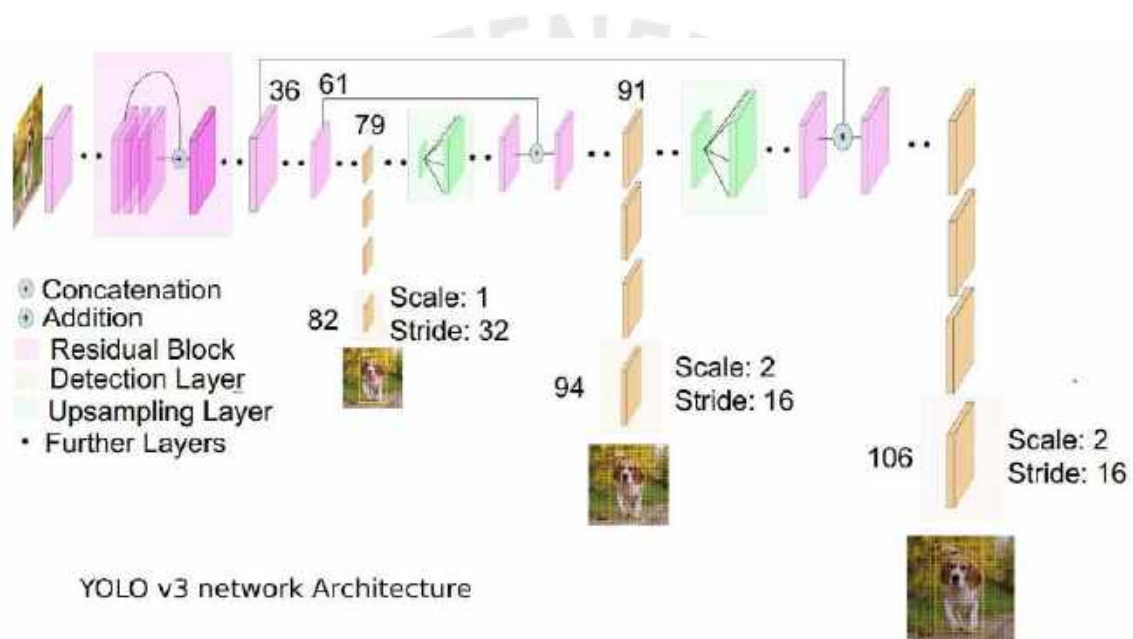 36
61
79
91
Concatenation
Addition
Residual Block
Detection Layer
Upsampling Layer
Further Layers
82
Scale: 1
Stride: 32
94
Scale: 2
Stride: 16
106
Scale: 2
Stride: 16
YOLO v3 network Architecture